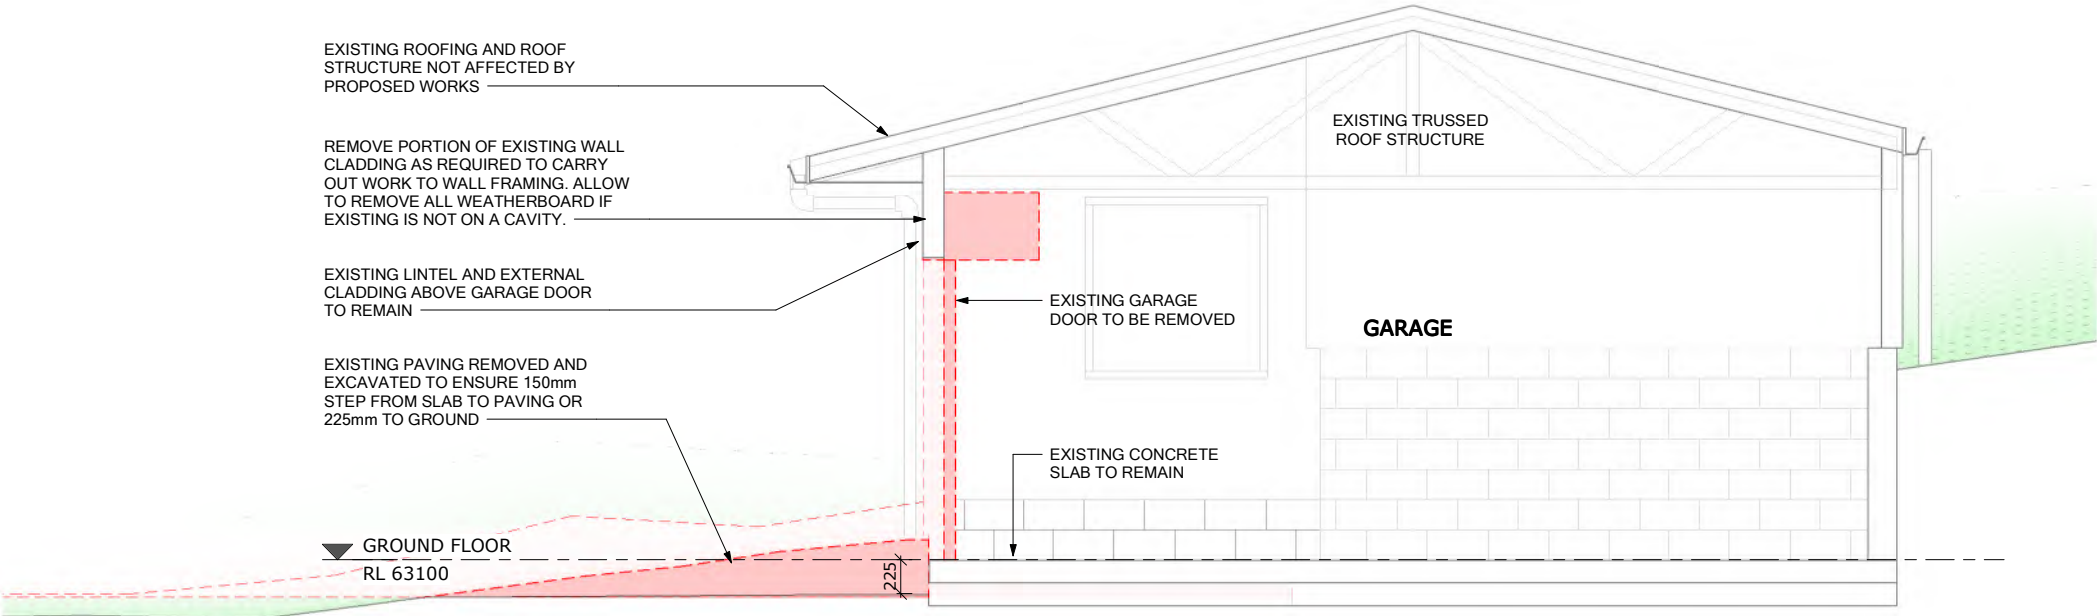 EXISTING ROOFING AND ROOF
STRUCTURE NOT AFFECTED BY
PROPOSED WORKS
REMOVE PORTION OF EXISTING WALL
CLADDING AS REQUIRED TO CARRY
OUT WORK TO WALL FRAMING. ALLOW
TO REMOVE ALL WEATHERBOARD IF
EXISTING IS NOT ON A CAVITY.
EXISTING LINTEL AND EXTERNAL
CLADDING ABOVE GARAGE DOOR
TO REMAIN
EXISTING PAVING REMOVED AND
EXCAVATED TO ENSURE 150mm
STEP FROM SLAB TO PAVING OR
225mm TO GROUND
GROUND FLOOR
RL 63100
225
EXISTING TRUSSED
ROOF STRUCTURE
EXISTING GARAGE
DOOR TO BE REMOVED
GARAGE
EXISTING CONCRETE
SLAB TO REMAIN